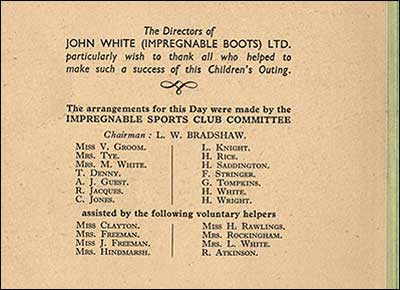 The Directors of
JOHN WHITE (IMPREGNABLE BOOTS) LTD.
particularly wish to thank all who helped to
make such a success of this Children's Outing.
The arrangements for this Day were made by the
IMPREGNABLE SPORTS CLUB COMMITTEE
Chairman : L. W. BRADSHAW.
MISS V. GROOM.
MRS. TYE.
MRS. M. WHITE.
T. DENNY.
A. J. GUEST.
R. JACQUES.
C. JONES.
L. KNIGHT.
H. RICE.
H. SADDINGTON.
F. STRINGER.
G. TOMPKINS.
H. WHITE.
H. WRIGHT.
assisted by the following voluntary helpers
MISS CLAYTON.
MRS. FREEMAN.
MISS J. FREEMAN.
MRS. HINDMARSH.
MISS H. RAWLINGS.
MRS. ROCKINGHAM.
MRS. L. WHITE.
R. ATKINSON.